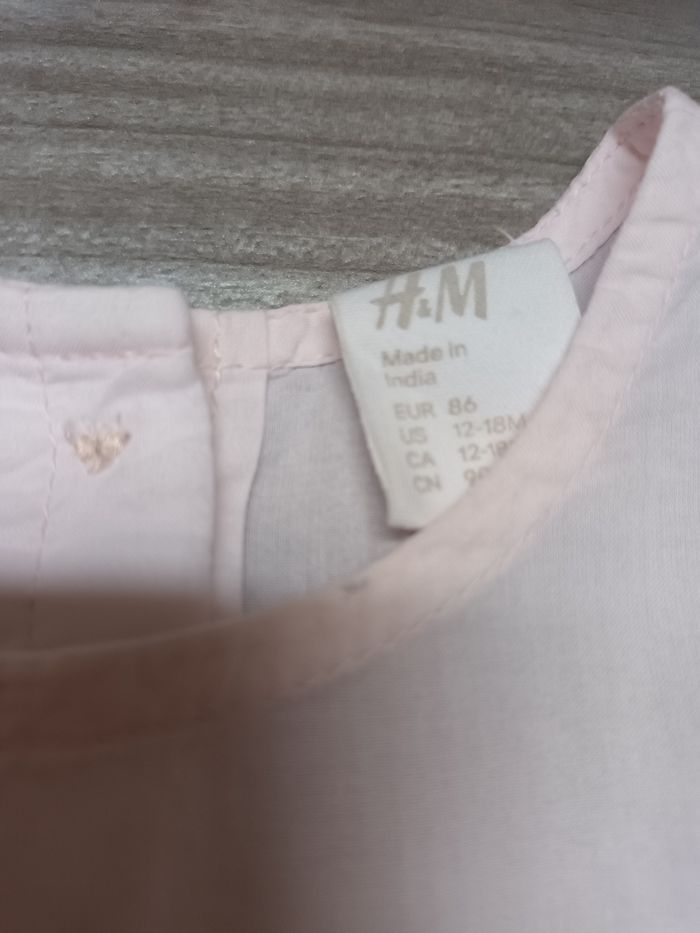 H&M
Made in
India
EUR 86
US 12-18M
CA
CN